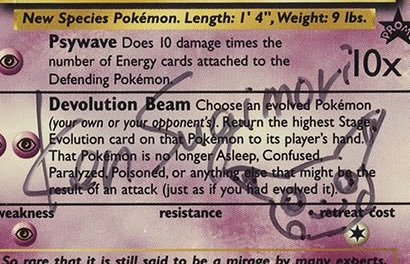 New Species Pokémon. Length: 1' 4", Weight: 9 lbs.
PROMO
Psywave Does 10 damage times the
number of Energy cards attached to the
Defending Pokémon.
10x
Devolution Beam Choose an evolved Pokémon
(your own or your opponent's). Return the highest Stage
Evolution card on that Pokémon to its player's hand.
That Pokémon is no longer Asleep, Confused,
Paralyzed, Poisoned, or anything else that might be the
result of an attack (just as if you had evolved it).
Ken Sugimori
weakness resistance retreat cost
So rare that it is still said to be a mirage by many experts.